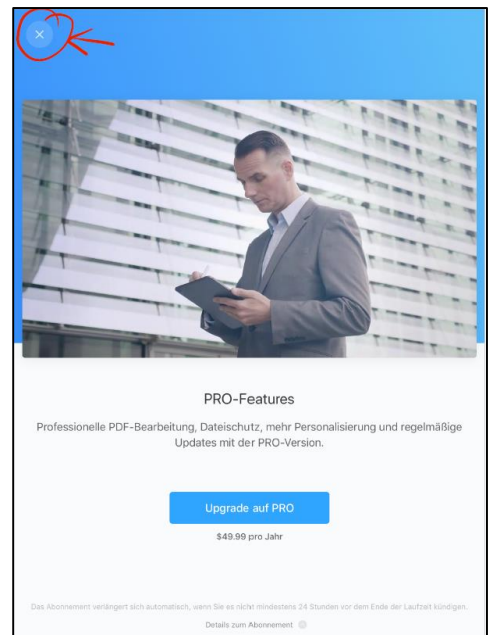 PRO-Features
Professionelle PDF-Bearbeitung, Dateischutz, mehr Personalisierung und regelmäßige
Updates mit der PRO-Version.
Upgrade auf PRO
$49.99 pro Jahr
Das Abonnement verlängert sich automatisch, wenn Sie es nicht mindestens 24 Stunden vor dem Ende der Laufzeit kündigen.
Details zum Abonnement